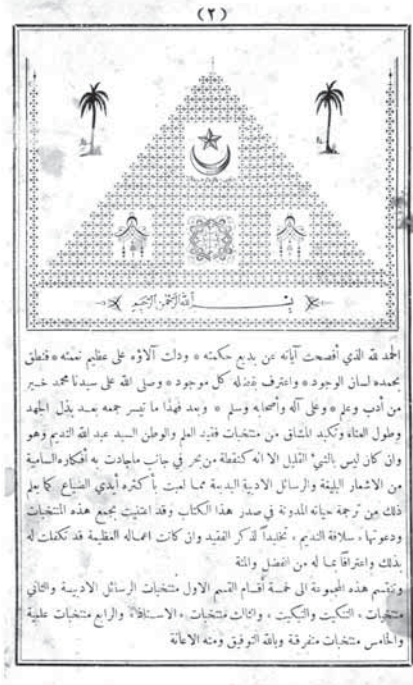 (٢)
بسم الله الرحمن الرحيم
الحمد لله الذي أفصحت آياته عن بديع حكمته * ودلت آلاؤه على عظيم نعمته * فنطق
بحمده لسان الوجود * واعترف بفضله كل موجود * وصلى الله على سيدنا محمد خير
من أدب وعلم * وعلى آله وأصحابه وسلم * وبعد فهذا ما تيسر جمعه بعد بذل الجهد
وطول العناء وتكبد المشاق من منتخبات فقيد العلم والوطن السيد عبد الله النديم وهو
وان كان ليس بالشيء القليل الا انه كنقطة من بحر في جانب ماجادت به أفكاره السامية
من الاشعار البليغة والرسائل الادبية البديعة مما لعبت بأكثره أيدي الضياع كما يعلم
ذلك من ترجمة حياته المدونة في صدر هذا الكتاب وقد اعتنيت بجمع هذه المنتخبات
ودعوتها ، سلافة النديم ، تخليداً لذكر الفقيد وان كانت اعماله العظيمة قد تكفلت له
بذلك واعترافاً بما له من الفضل والمنة
وتنقسم هذه المجموعة الى خمسة أقسام القسم الاول منتخبات الرسائل الادبية والثاني
منتخبات ، التنكيت والتبكيت ، والثالث منتخبات ، الاستاذ ، والرابع منتخبات علمية
والخامس منتخبات متفرقة وبالله التوفيق ومنه الاعانة